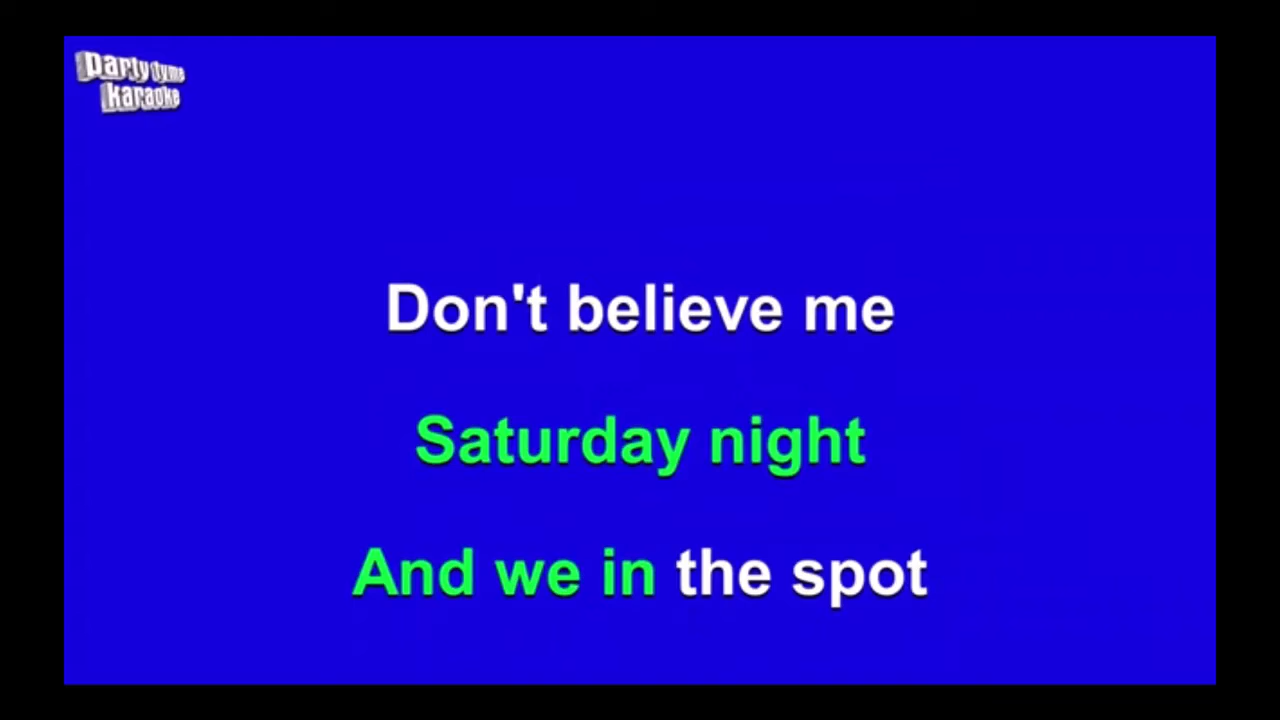 party tyme
karaoke
Don't believe me
Saturday night
And we in the spot